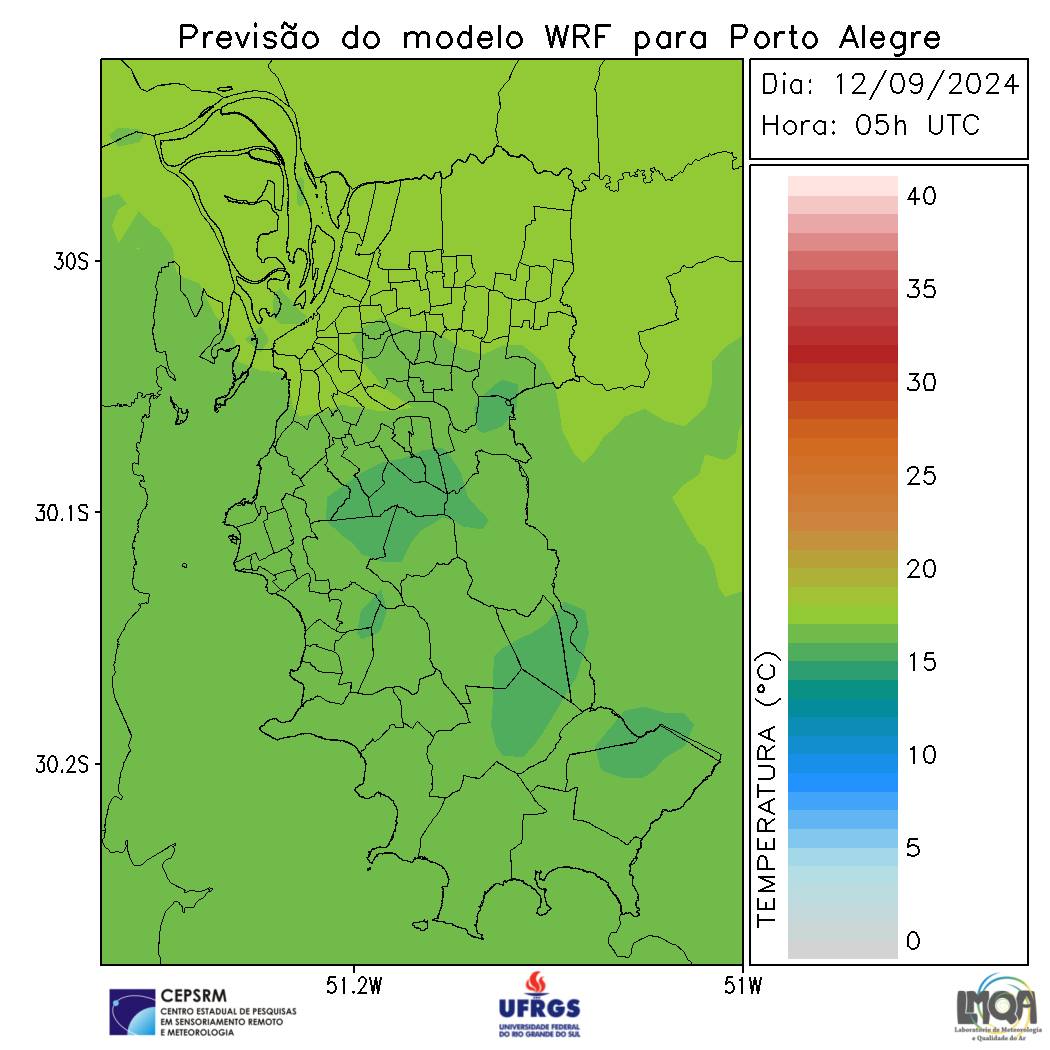 Previsão do modelo WRF para Porto Alegre
Dia: 12/09/2024
Hora: 05h UTC
30S
30.1S
30.2S
51.2W
51W
40
35
30
25
20
15
10
5
0
TEMPERATURA (°C)
CEPSRM
CENTRO ESTADUAL DE PESQUISAS
EM SENSORIAMENTO REMOTO
E METEOROLOGIA
UFRGS
UNIVERSIDADE FEDERAL
DO RIO GRANDE DO SUL
LMQA
Laboratório de Meteorologia
e Qualidade do Ar